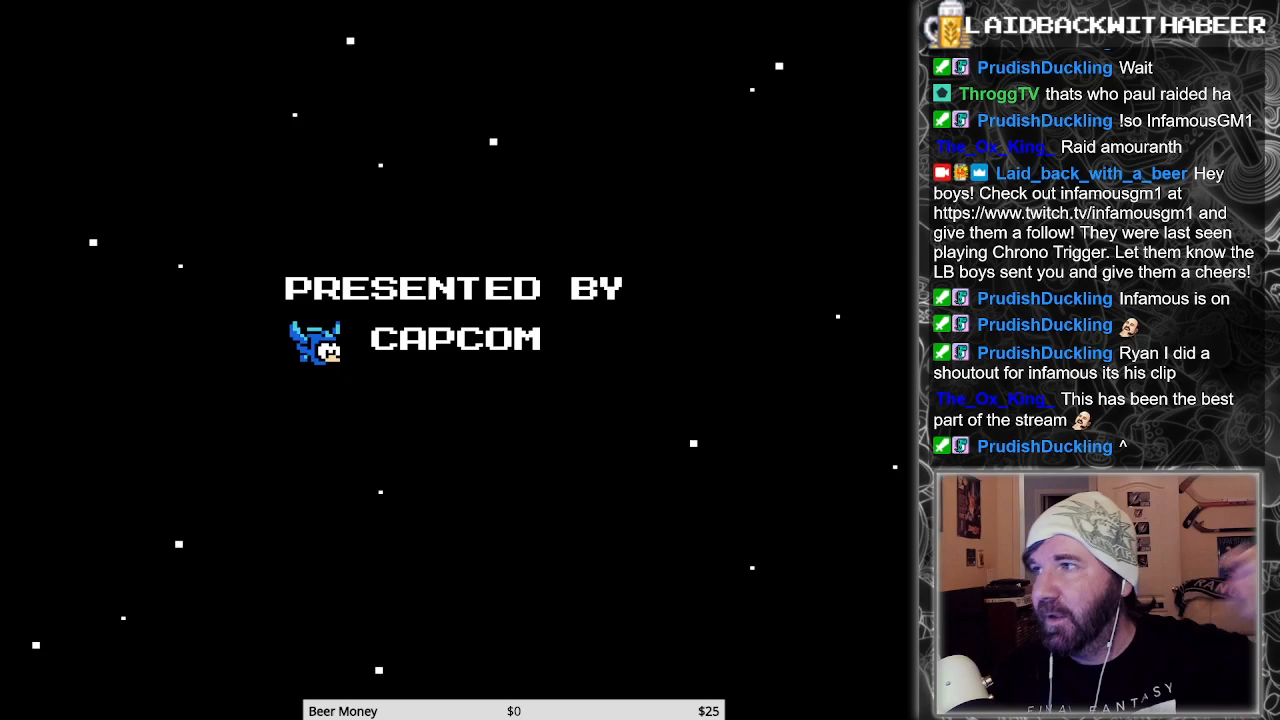 LAIDBACKWITHABEER
PrudishDuckling Wait
ThroggTV thats who paul raided ha
PrudishDuckling !so InfamousGM1
The_Ox_King_ Raid amouranth
Laid_back_with_a_beer Hey
boys! Check out infamousgm1 at
https://www.twitch.tv/infamousgm1 and
give them a follow! They were last seen
playing Chrono Trigger. Let them know the
LB boys sent you and give them a cheers!
PrudishDuckling Infamous is on
PrudishDuckling
PrudishDuckling Ryan I did a
shoutout for infamous its his clip
The_Ox_King_ This has been the best
part of the stream
PrudishDuckling ^
PRESENTED BY
CAPCOM
FINAL FANTASY
Beer Money $0 $25